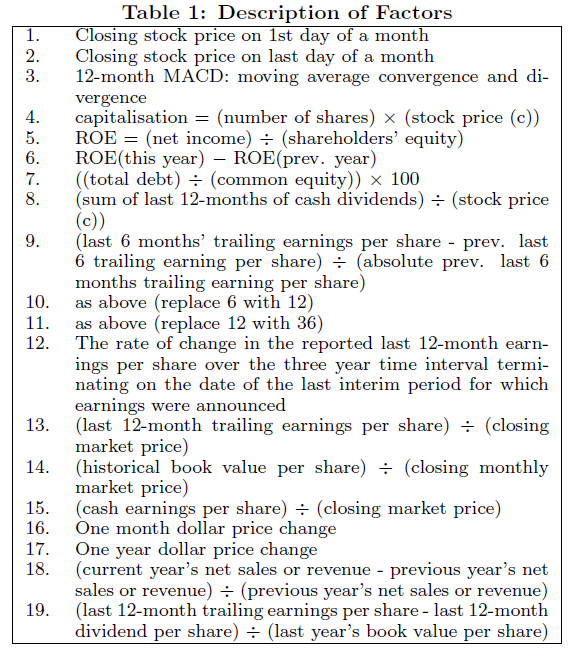 Table 1: Description of Factors
1. Closing stock price on 1st day of a month
2. Closing stock price on last day of a month
3. 12-month MACD: moving average convergence and di-
vergence
4. capitalisation = (number of shares) × (stock price (c))
5. ROE = (net income) ÷ (shareholders' equity)
6. ROE(this year) − ROE(prev. year)
7. ((total debt) ÷ (common equity)) × 100
8. (sum of last 12-months of cash dividends) ÷ (stock price
(c))
9. (last 6 months' trailing earnings per share - prev. last
6 trailing earning per share) ÷ (absolute prev. last 6
months trailing earning per share)
10. as above (replace 6 with 12)
11. as above (replace 12 with 36)
12. The rate of change in the reported last 12-month earn-
ings per share over the three year time interval termi-
nating on the date of the last interim period for which
earnings were announced
13. (last 12-month trailing earnings per share) ÷ (closing
market price)
14. (historical book value per share) ÷ (closing monthly
market price)
15. (cash earnings per share) ÷ (closing market price)
16. One month dollar price change
17. One year dollar price change
18. (current year's net sales or revenue - previous year's net
sales or revenue) ÷ (previous year's net sales or revenue)
19. (last 12-month trailing earnings per share - last 12-month
dividend per share) ÷ (last year's book value per share)